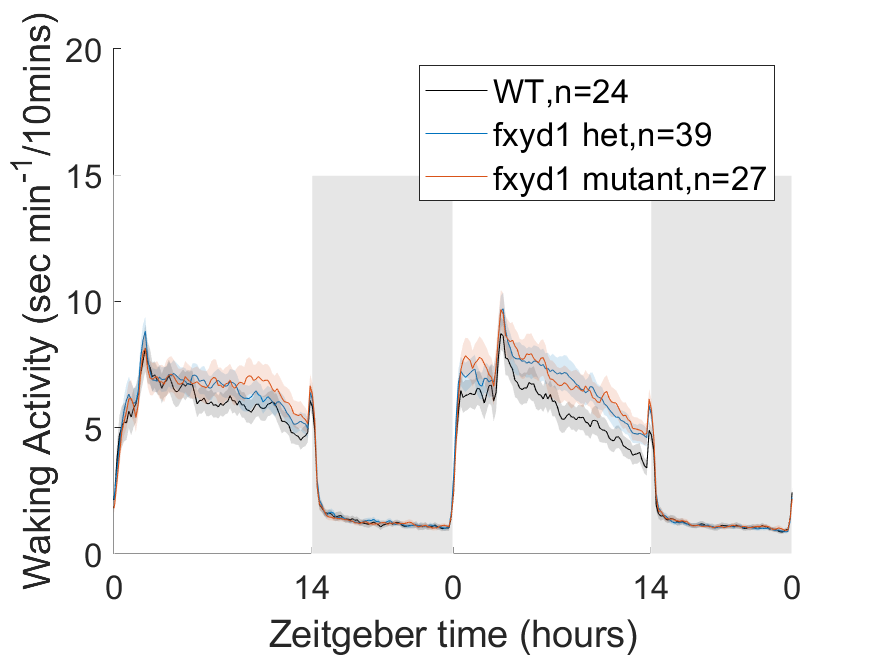 Waking Activity (sec min⁻¹/10mins)
20
15
10
5
0
WT,n=24
fxyd1 het,n=39
fxyd1 mutant,n=27
0 14 0 14 0
Zeitgeber time (hours)